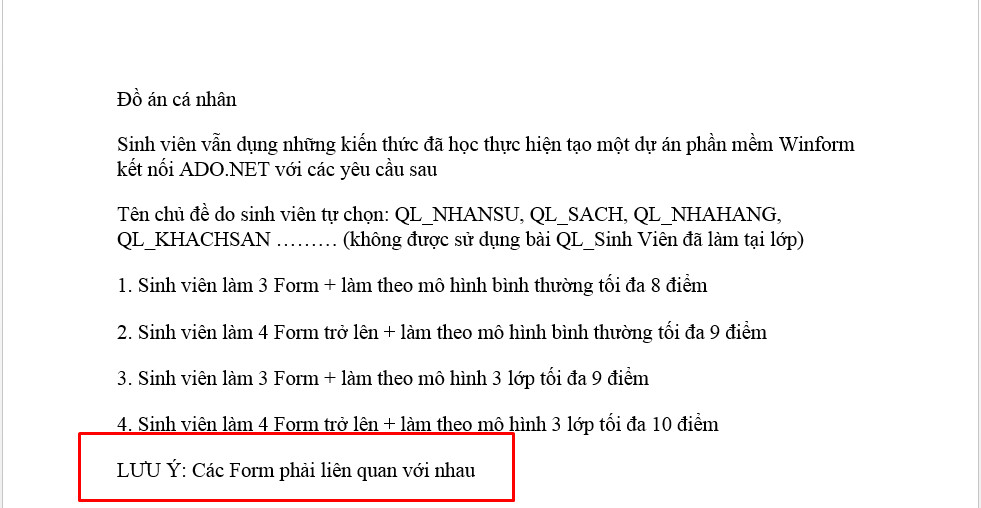 Đồ án cá nhân
Sinh viên vẫn dụng những kiến thức đã học thực hiện tạo một dự án phần mềm Winform
kết nối ADO.NET với các yêu cầu sau
Tên chủ đề do sinh viên tự chọn: QL_NHANSU, QL_SACH, QL_NHAHANG,
QL_KHACHSAN ……… (không được sử dụng bài QL_Sinh Viên đã làm tại lớp)
1. Sinh viên làm 3 Form + làm theo mô hình bình thường tối đa 8 điểm
2. Sinh viên làm 4 Form trở lên + làm theo mô hình bình thường tối đa 9 điểm
3. Sinh viên làm 3 Form + làm theo mô hình 3 lớp tối đa 9 điểm
4. Sinh viên làm 4 Form trở lên + làm theo mô hình 3 lớp tối đa 10 điểm
LƯU Ý: Các Form phải liên quan với nhau